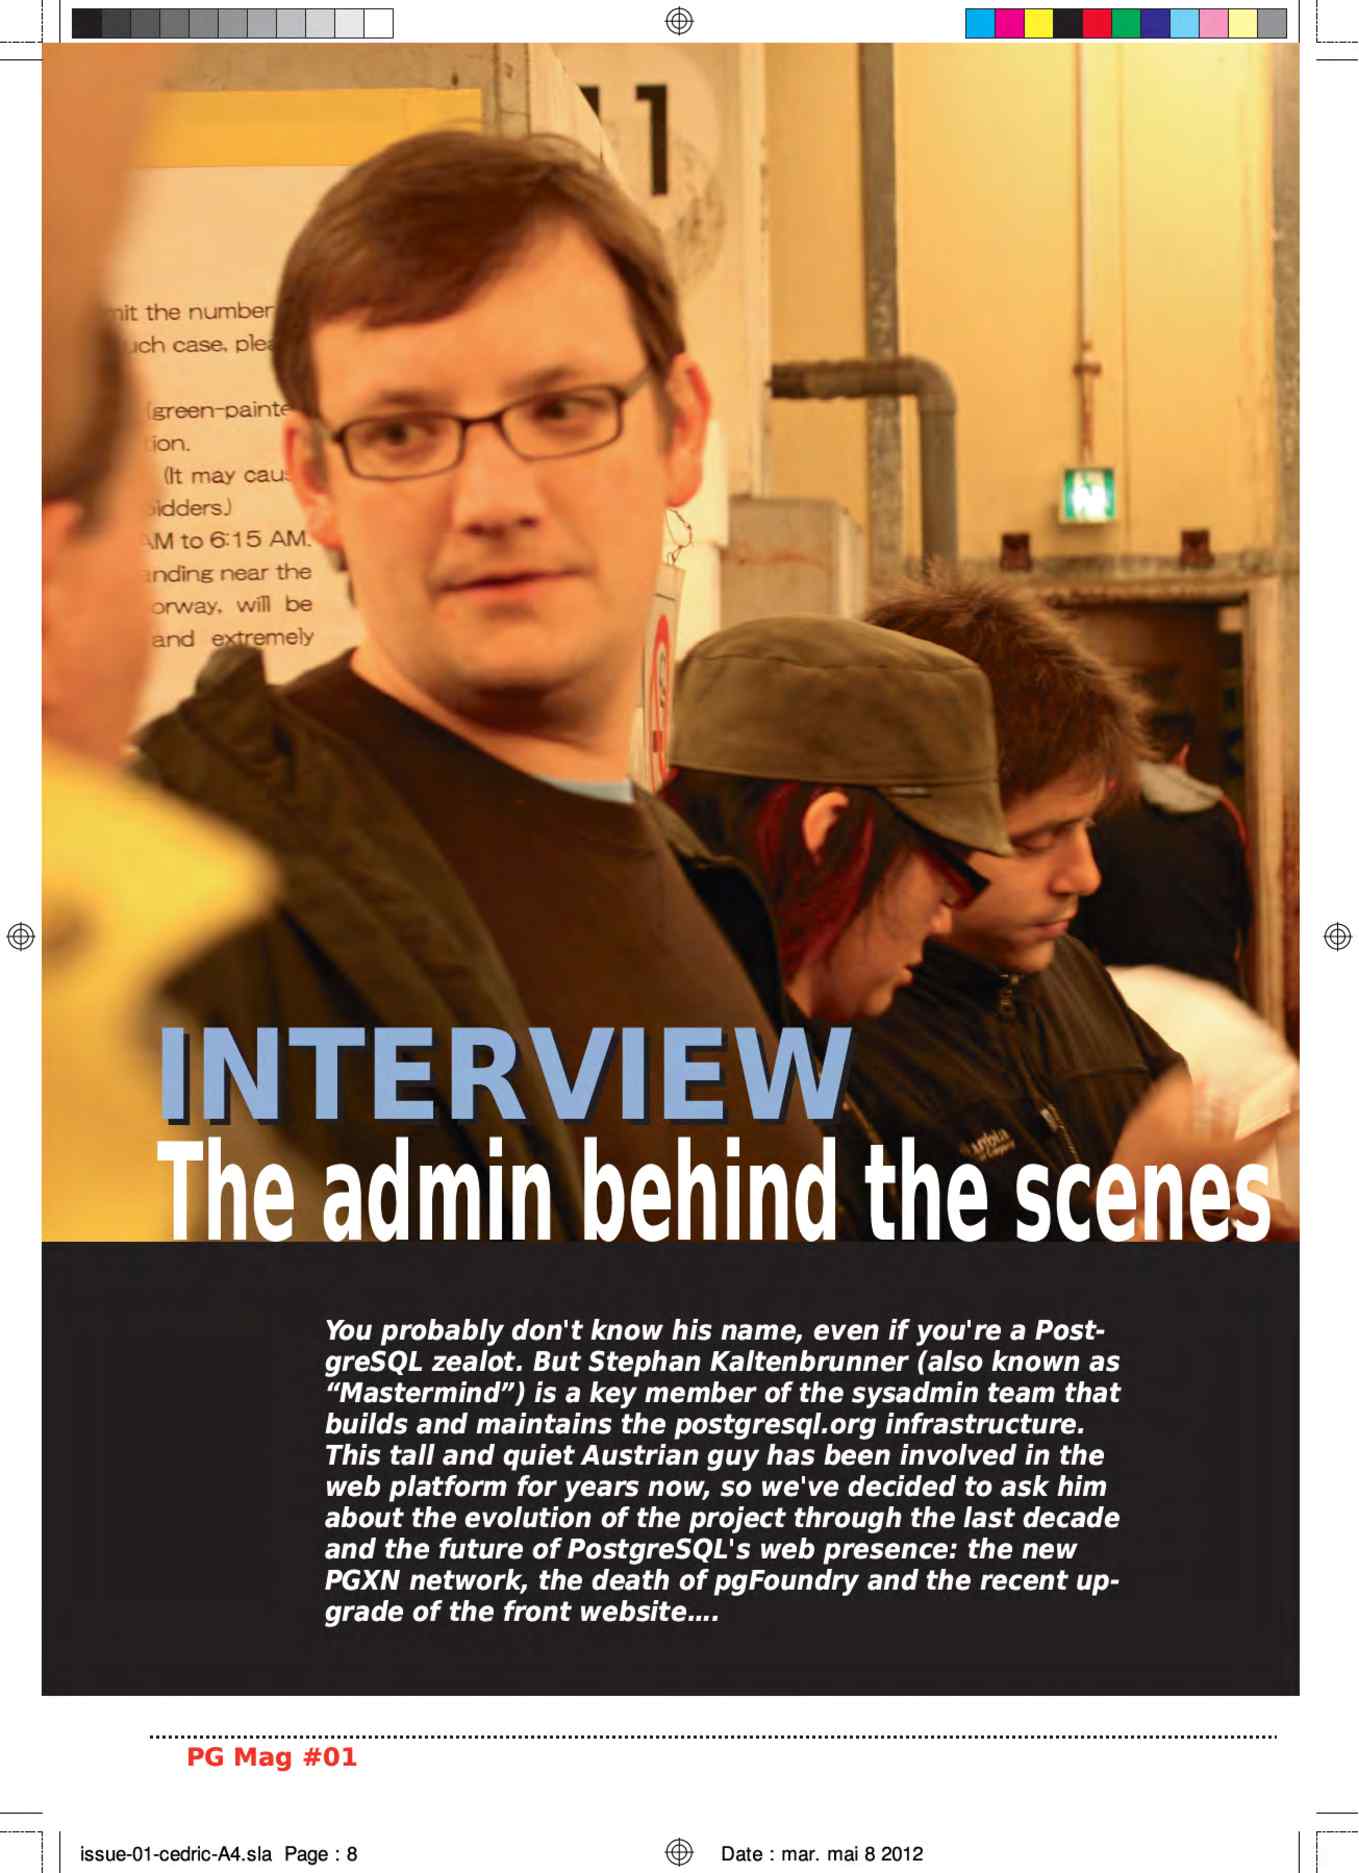 11
mit the number
uch case, plea
(green-painte
tion.
(It may caus
bidders.)
AM to 6:15 AM.
anding near the
orway, will be
and extremely
INTERVIEW
The admin behind the scenes
You probably don't know his name, even if you're a Post-
greSQL zealot. But Stephan Kaltenbrunner (also known as
“Mastermind”) is a key member of the sysadmin team that
builds and maintains the postgresql.org infrastructure.
This tall and quiet Austrian guy has been involved in the
web platform for years now, so we've decided to ask him
about the evolution of the project through the last decade
and the future of PostgreSQL's web presence: the new
PGXN network, the death of pgFoundry and the recent up-
grade of the front website....
PG Mag #01
issue-01-cedric-A4.sla Page : 8
Date : mar. mai 8 2012